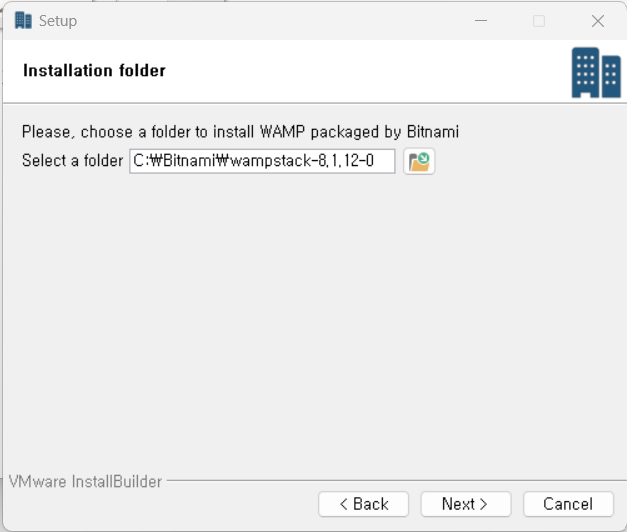 Setup
Installation folder
Please, choose a folder to install WAMP packaged by Bitnami
Select a folder C:₩Bitnami₩wampstack-8,1,12-0
VMware InstallBuilder
< Back Next > Cancel